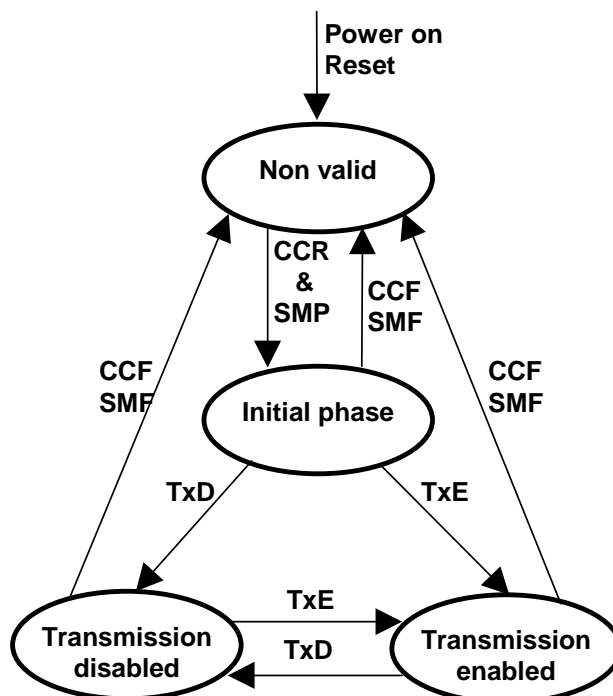 Power on
Reset
Non valid
CCR
&
SMP
CCF
SMF
CCF
SMF
CCF
SMF
Initial phase
TxD
TxE
Transmission
disabled
TxE
TxD
Transmission
enabled